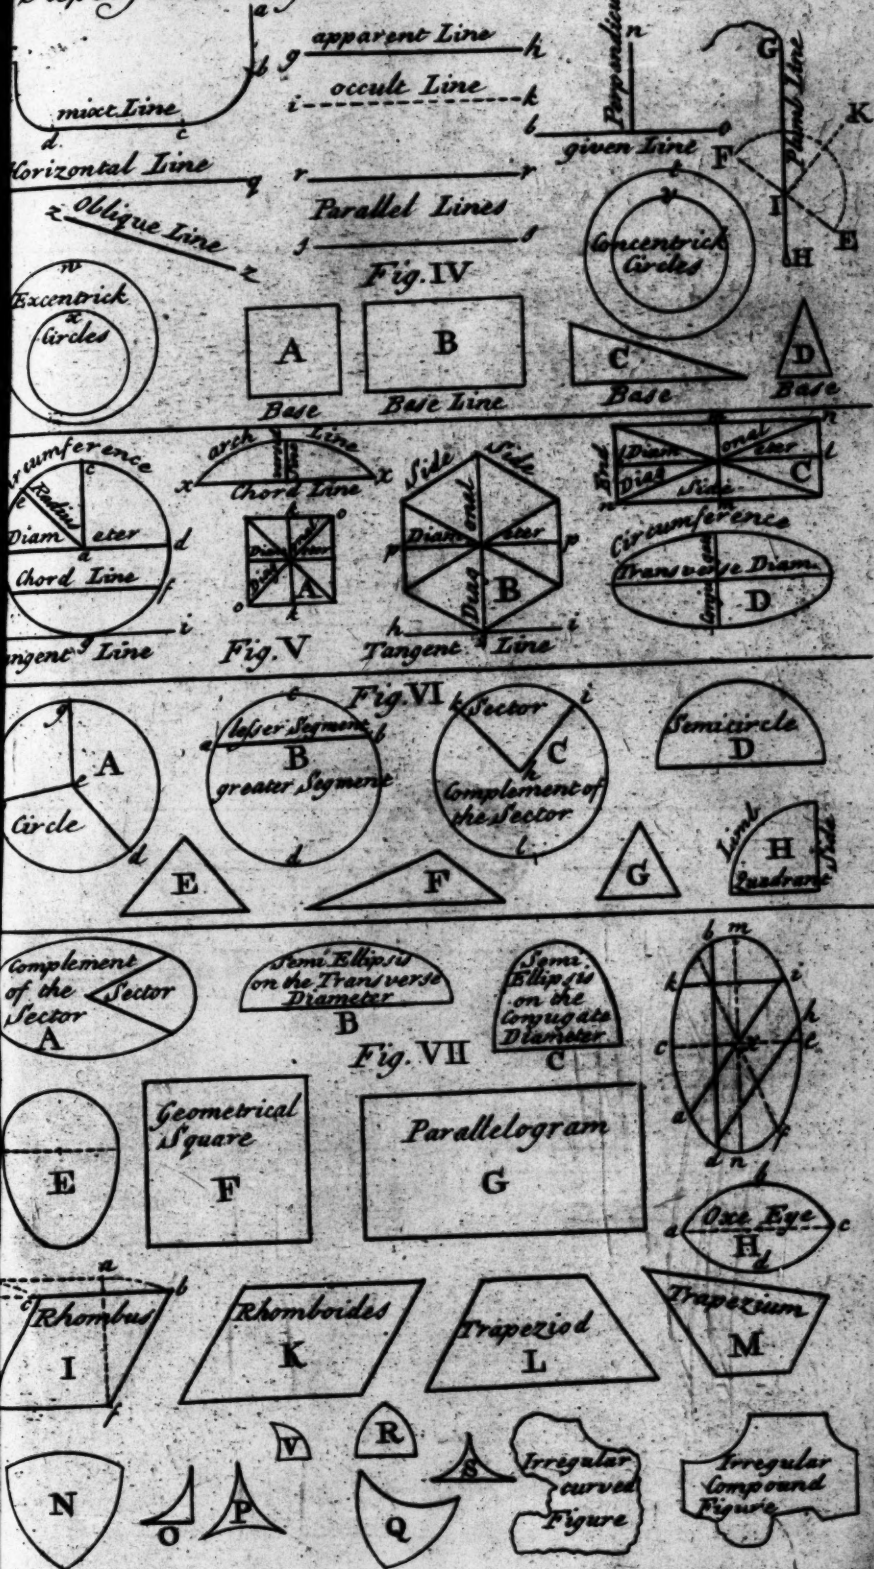 a
g apparent Line h
b
i occult Line k
mixt Line
d c
n
G
Plumb Line
K
b o
given Line
F
I
E
H
Horizontal Line q
r r
Parallel Lines
s s
z Oblique Line z
t
v
Concentrick
Circles
Fig. IV
w
Excentrick
x
Circles
A
Base
B
Base Line
C
Base
D
Base
c
e Radius
Diam eter
a d
Chord Line f
g i
Line
arch Line
x x
Chord Line
k o
A
o k
Fig. V
Side Side
Diagonal
p Diam eter p
B
h i
Tangent Line
m n
End
l Diam onal eter l
Diag C
n Side
Circumference
Transverse Diam.
D
Fig. VI
g
A
e
Circle
d
c
a lesser Segment b
B
greater Segment
d
k Sector i
C
h
Complement of
the Sector
l
Semicircle
D
E
F
G
Limb
H
Side
Quadrant
Complement
of the Sector
Sector
A
Semi Ellipsis
on the Transverse
Diameter
B
Semi
Ellipsis
on the
Conjugate
Diameter
C
Fig. VII
b m
k i
h
c x e
a f
d n
E
Geometrical
Square
F
Parallelogram
G
b
a Oxe Eye c
H
d
a
c b
Rhombus
I
f
Rhomboides
K
Trapeziod
L
Trapezium
M
N
O
P
V
R
Q
S
Irregular
curved
Figure
Irregular
Compound
Figure